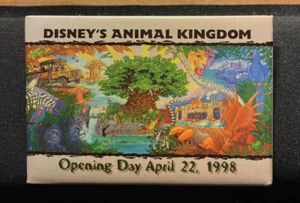 DISNEY'S ANIMAL KINGDOM
Opening Day April 22, 1998